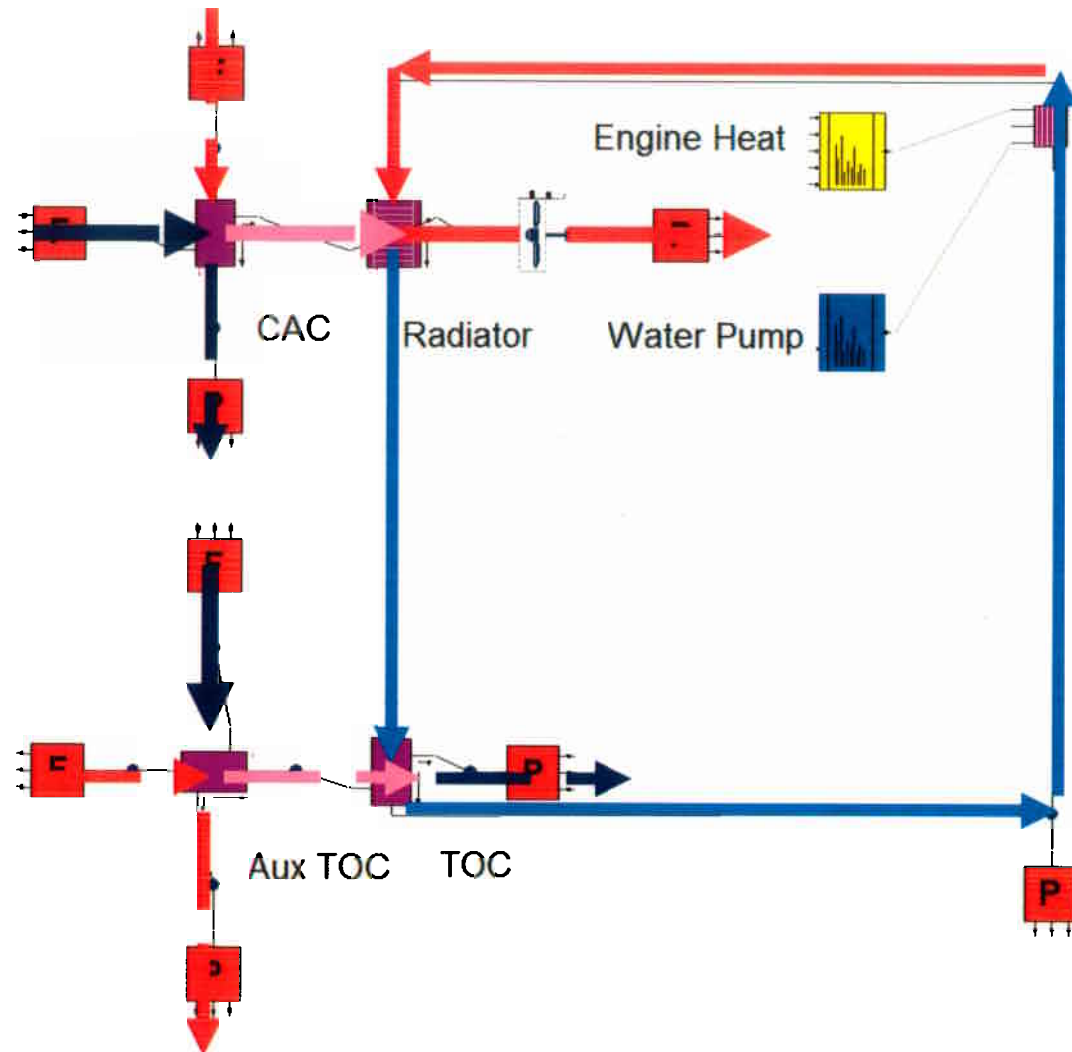 Engine Heat
F
CAC
Radiator
Water Pump
P
F
F
P
Aux TOC
TOC
P